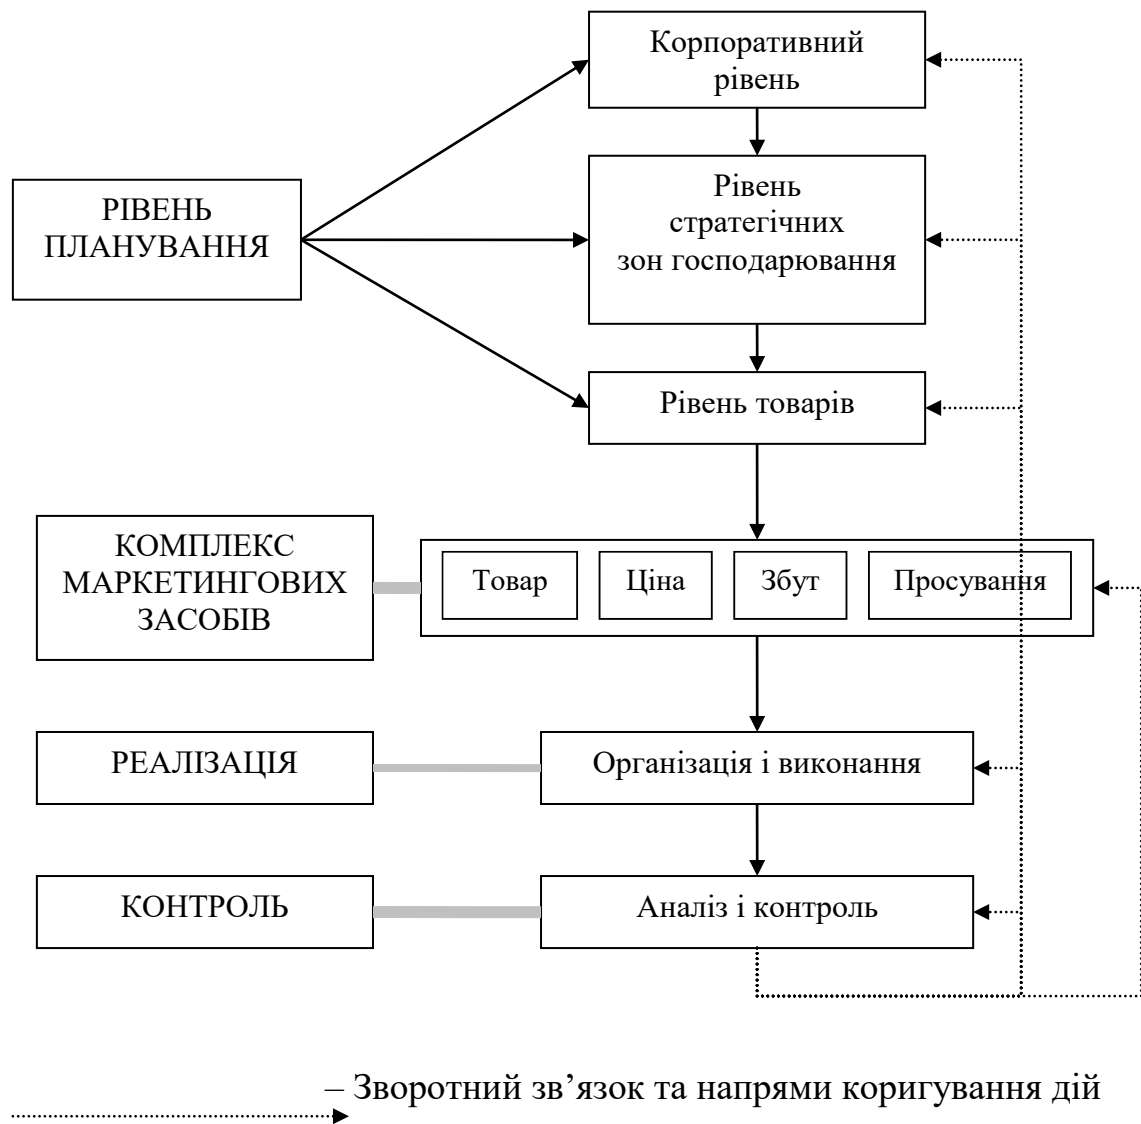 Корпоративний
рівень
РІВЕНЬ
ПЛАНУВАННЯ
Рівень
стратегічних
зон господарювання
Рівень товарів
КОМПЛЕКС
МАРКЕТИНГОВИХ
ЗАСОБІВ
Товар
Ціна
Збут
Просування
РЕАЛІЗАЦІЯ
Організація і виконання
КОНТРОЛЬ
Аналіз і контроль
– Зворотний зв’язок та напрями коригування дій